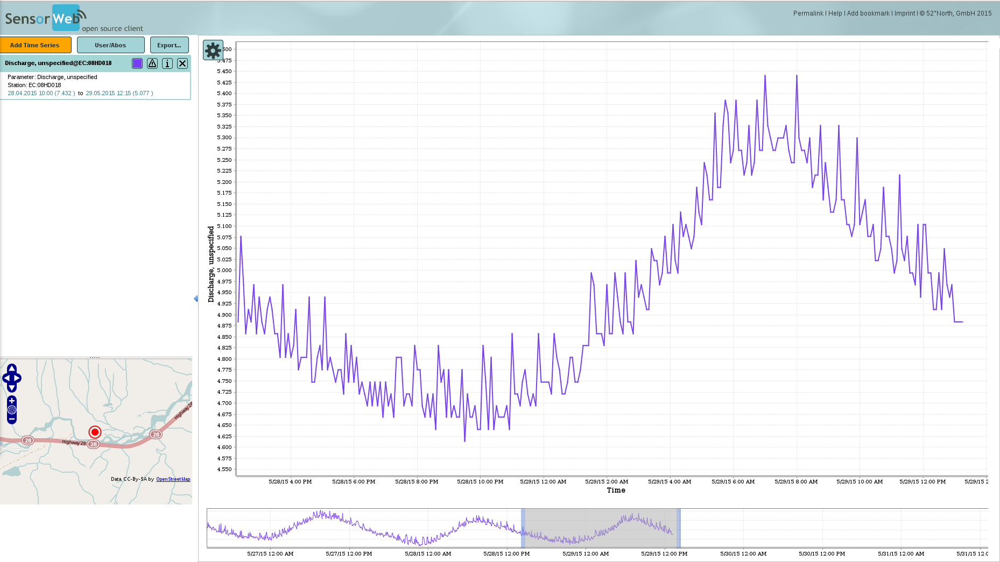 SensorWeb
open source client
Permalink | Help | Add bookmark | Imprint | © 52°North, GmbH 2015
Add Time Series
User/Abos
Export...
Discharge, unspecified@EC:08HD018
Parameter: Discharge, unspecified
Station: EC:08HD018
28.04.2015 10:00 (7.432 ) to 29.05.2015 12:15 (5.077 )
Highway 28
28
Highway 28
28
28
Data CC-By-SA by OpenStreetMap
Discharge, unspecified
500
5.475
5.450
5.425
5.400
5.375
5.350
5.325
5.300
5.275
5.250
5.225
5.200
5.175
5.150
5.125
5.100
5.075
5.050
5.025
5.000
4.975
4.950
4.925
4.900
4.875
4.850
4.825
4.800
4.775
4.750
4.725
4.700
4.675
4.650
4.625
4.600
4.575
4.550
5/28/15 4:00 PM 5/28/15 6:00 PM 5/28/15 8:00 PM 5/28/15 10:00 PM 5/29/15 12:00 AM 5/29/15 2:00 AM 5/29/15 4:00 AM 5/29/15 6:00 AM 5/29/15 8:00 AM 5/29/15 10:00 AM 5/29/15 12:00 PM 5/29/15 2
Time
5/27/15 12:00 AM 5/27/15 12:00 PM 5/28/15 12:00 AM 5/28/15 12:00 PM 5/29/15 12:00 AM 5/29/15 12:00 PM 5/30/15 12:00 AM 5/30/15 12:00 PM 5/31/15 12:00 AM 5/31/15 12:0